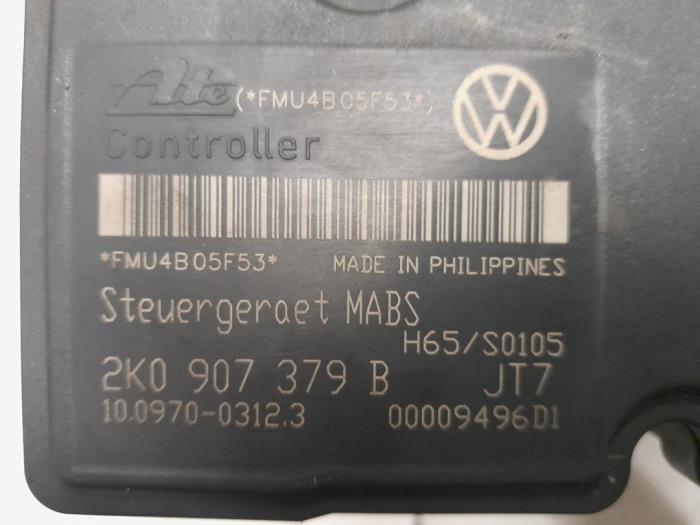 Ate (*FMU4B05F53*)
Controller
*FMU4B05F53* MADE IN PHILIPPINES
Steuergeraet MABS
H65/S0105
2K0 907 379 B JT7
10.0970-0312.3 00009496D1